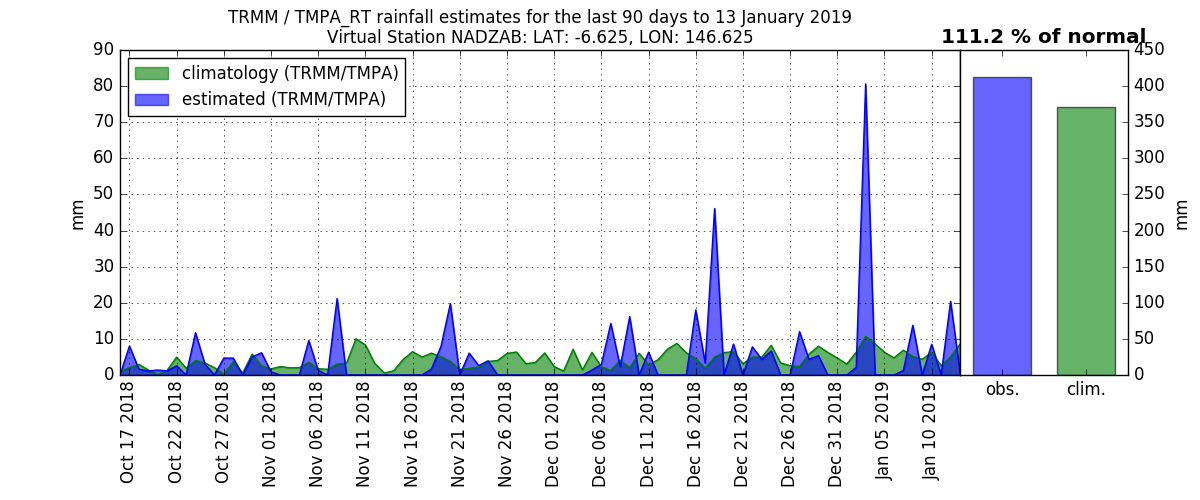 TRMM / TMPA_RT rainfall estimates for the last 90 days to 13 January 2019
Virtual Station NADZAB: LAT: -6.625, LON: 146.625
111.2 % of normal
climatology (TRMM/TMPA)
estimated (TRMM/TMPA)
90
80
70
60
50
40
30
20
10
0
mm
Oct 17 2018
Oct 22 2018
Oct 27 2018
Nov 01 2018
Nov 06 2018
Nov 11 2018
Nov 16 2018
Nov 21 2018
Nov 26 2018
Dec 01 2018
Dec 06 2018
Dec 11 2018
Dec 16 2018
Dec 21 2018
Dec 26 2018
Dec 31 2018
Jan 05 2019
Jan 10 2019
obs.
clim.
450
400
350
300
250
200
150
100
50
0
mm